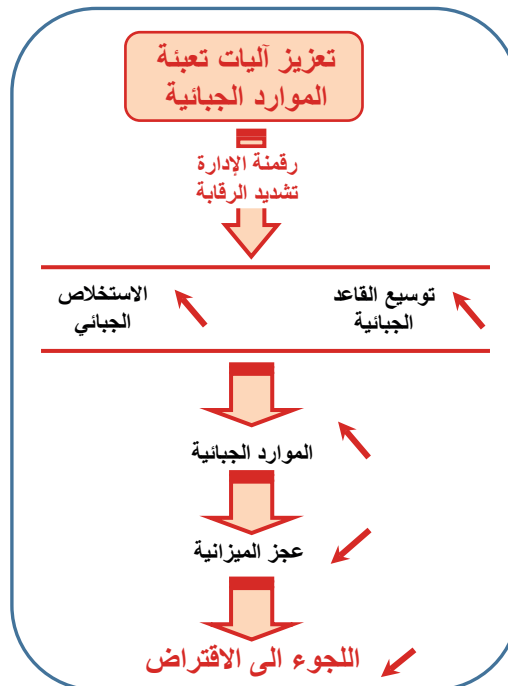 تعزيز آليات تعبئة
الموارد الجبائية
رقمنة الإدارة
تشديد الرقابة
توسيع القاعد
الجبائية
الاستخلاص
الجبائي
الموارد الجبائية
عجز الميزانية
اللجوء الى الاقتراض